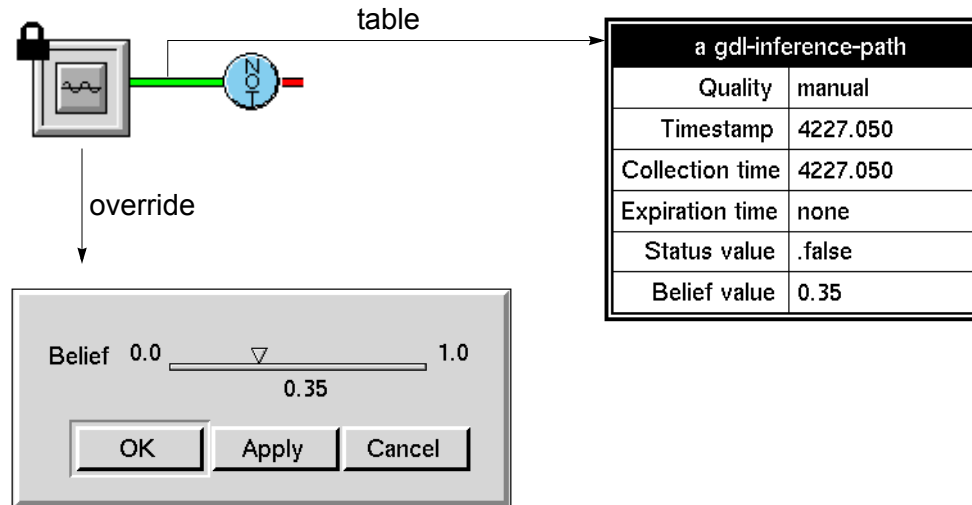 table
NOT
override
a gdl-inference-path
Quality manual
Timestamp 4227.050
Collection time 4227.050
Expiration time none
Status value .false
Belief value 0.35
Belief 0.0 1.0
0.35
OK Apply Cancel